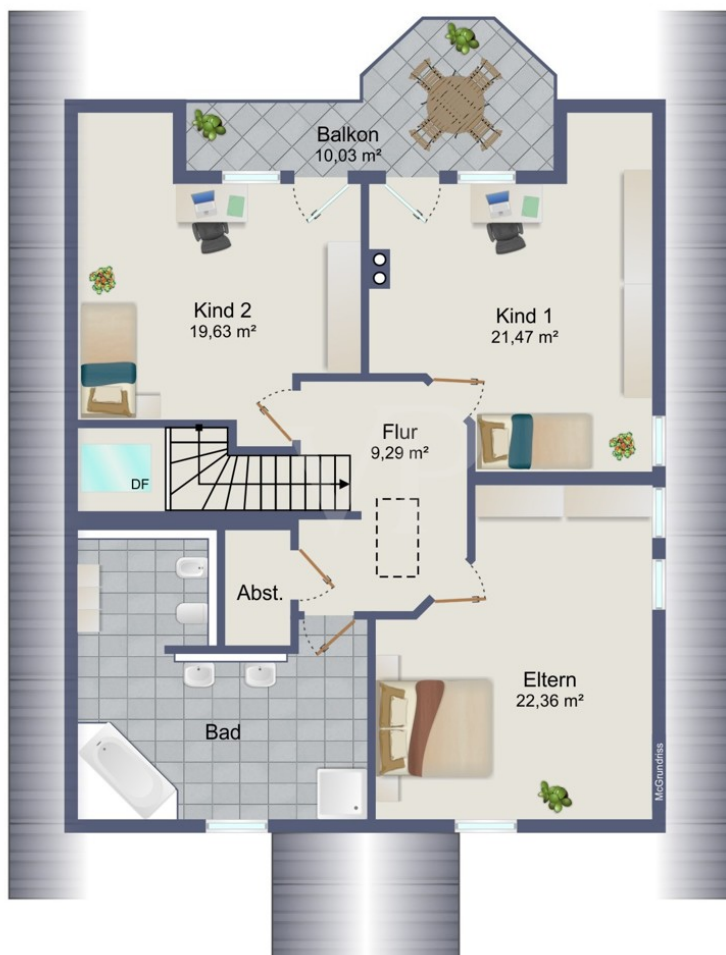 Balkon
10,03 m²
Kind 2
19,63 m²
Kind 1
21,47 m²
Flur
9,29 m²
DF
Abst.
Eltern
22,36 m²
Bad
McGrundriss